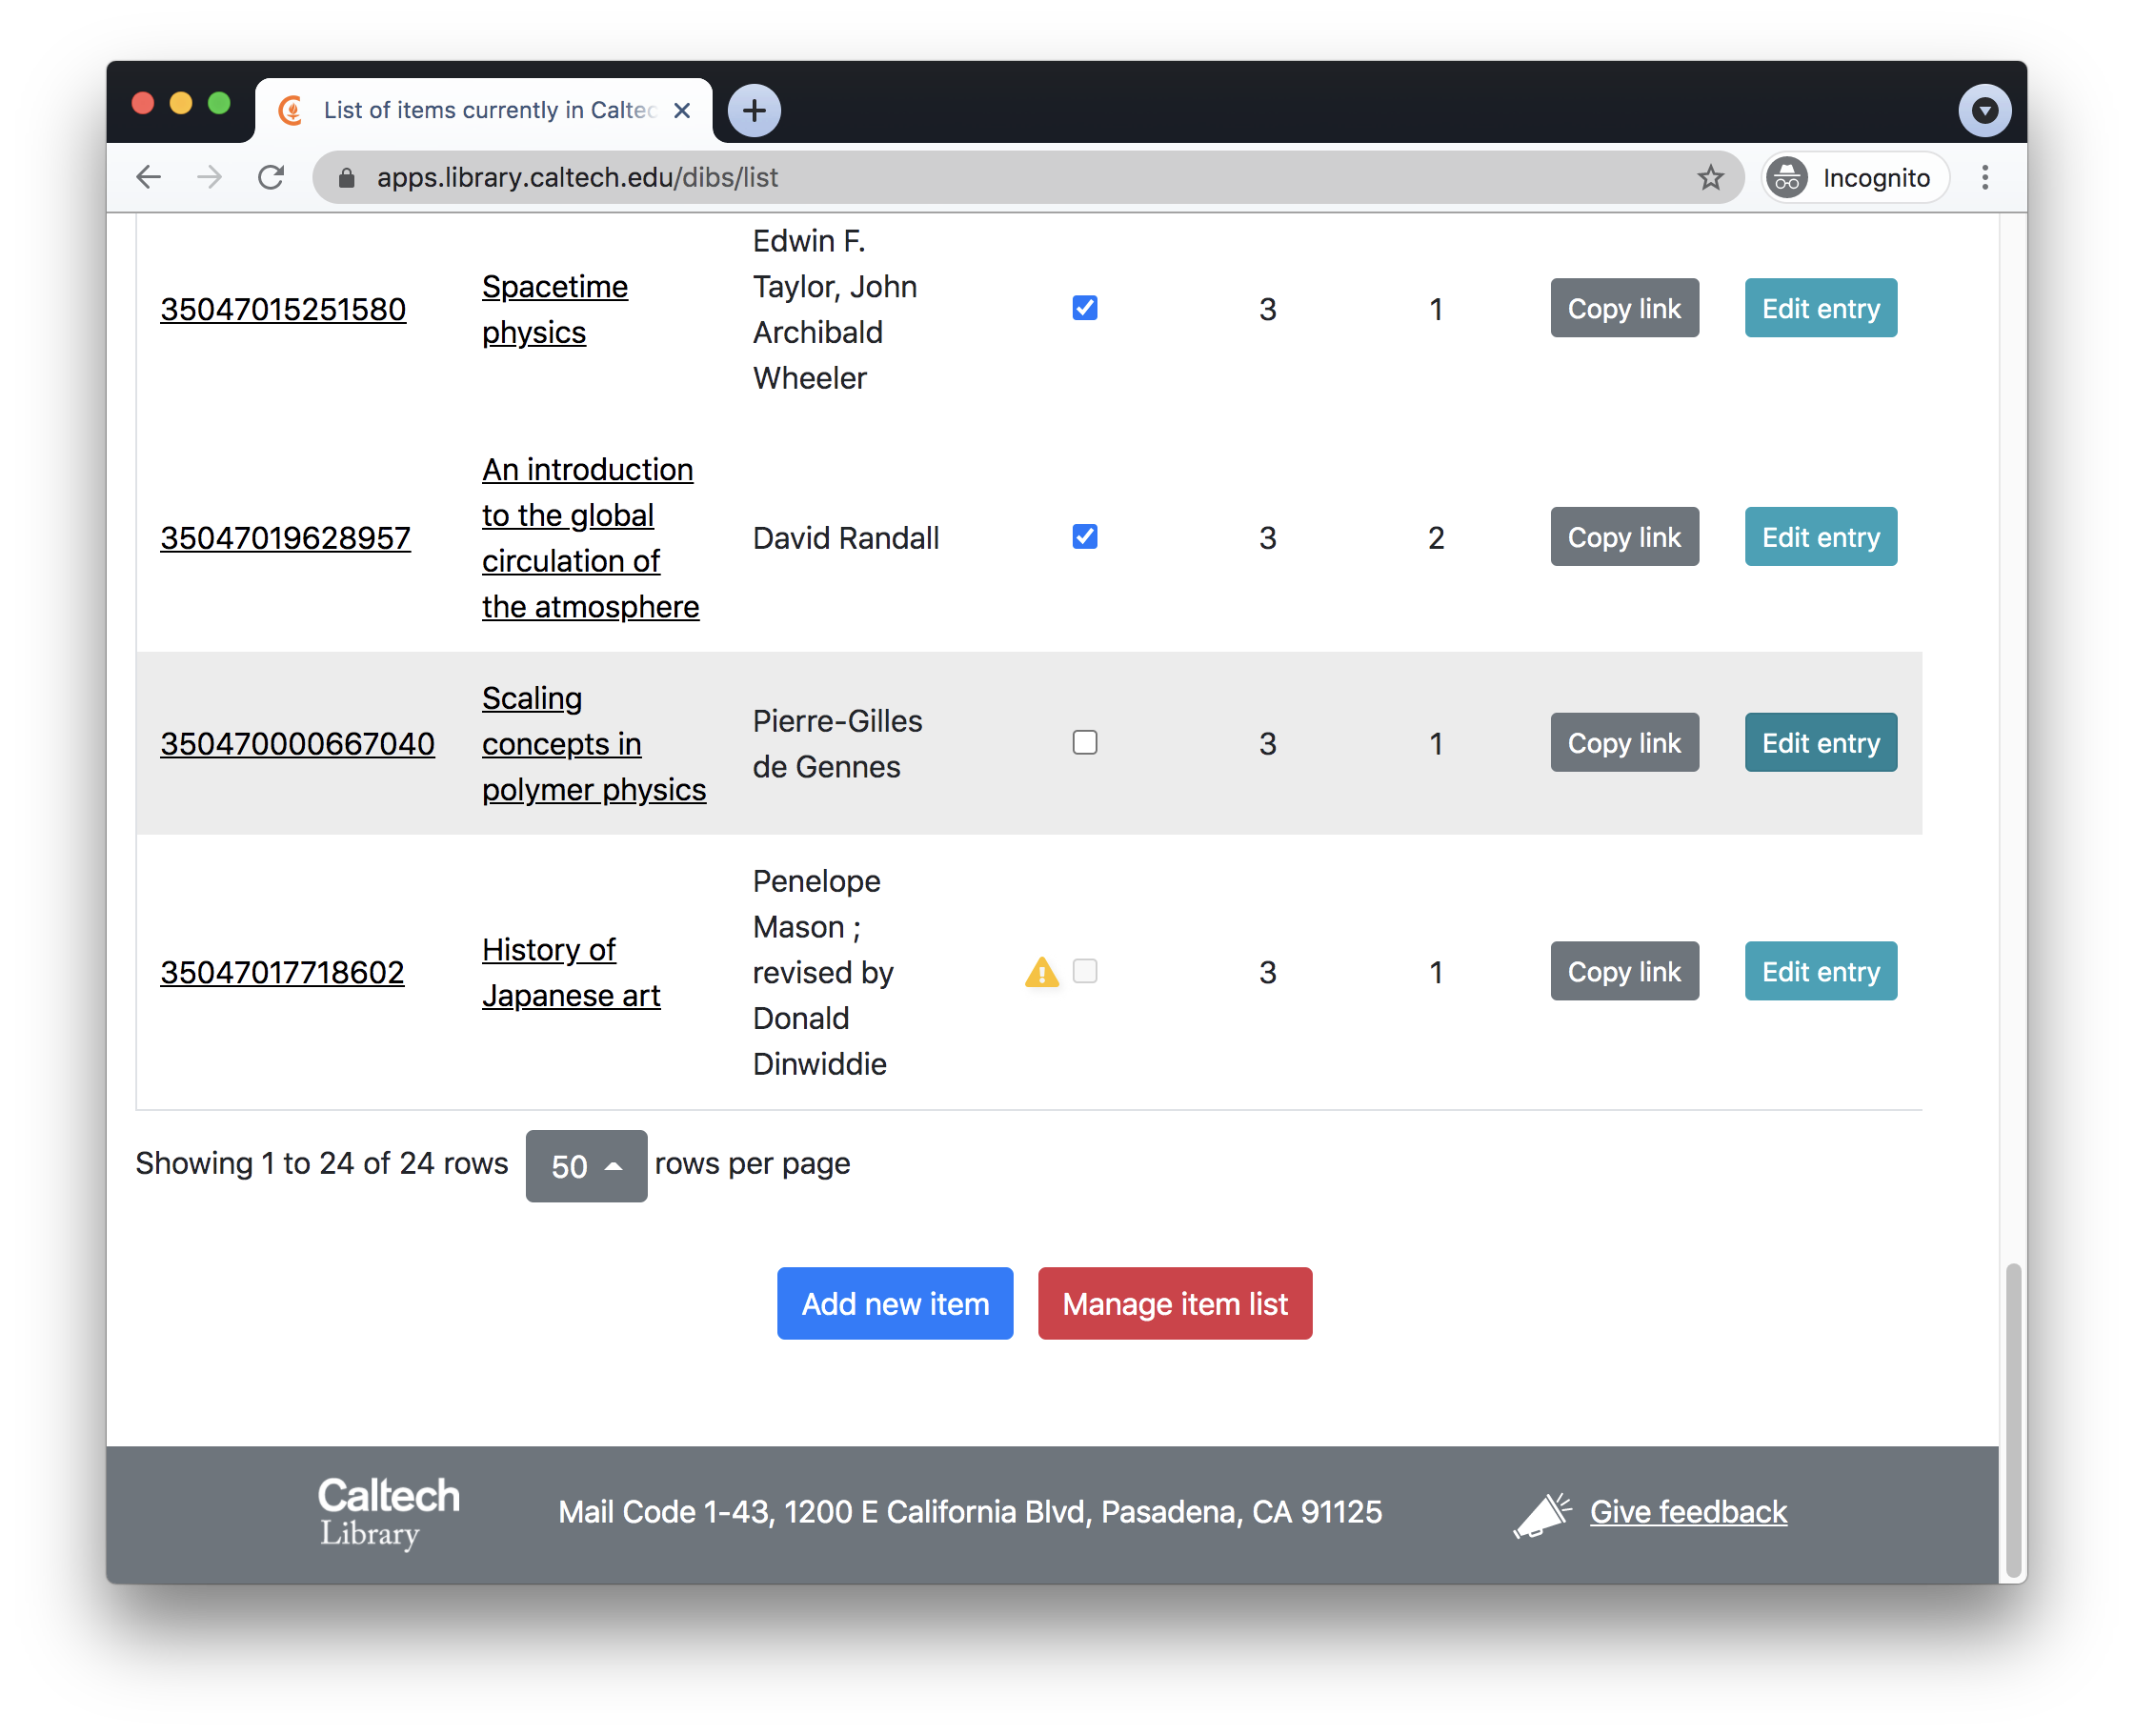 List of items currently in Caltec
apps.library.caltech.edu/dibs/list
Incognito
35047015251580
Spacetime
physics
Edwin F.
Taylor, John
Archibald
Wheeler
3
1
Copy link
Edit entry
35047019628957
An introduction
to the global
circulation of
the atmosphere
David Randall
3
2
Copy link
Edit entry
350470000667040
Scaling
concepts in
polymer physics
Pierre-Gilles
de Gennes
3
1
Copy link
Edit entry
35047017718602
History of
Japanese art
Penelope
Mason ;
revised by
Donald
Dinwiddie
3
1
Copy link
Edit entry
Showing 1 to 24 of 24 rows 50 rows per page
Add new item
Manage item list
Caltech
Library
Mail Code 1-43, 1200 E California Blvd, Pasadena, CA 91125
Give feedback